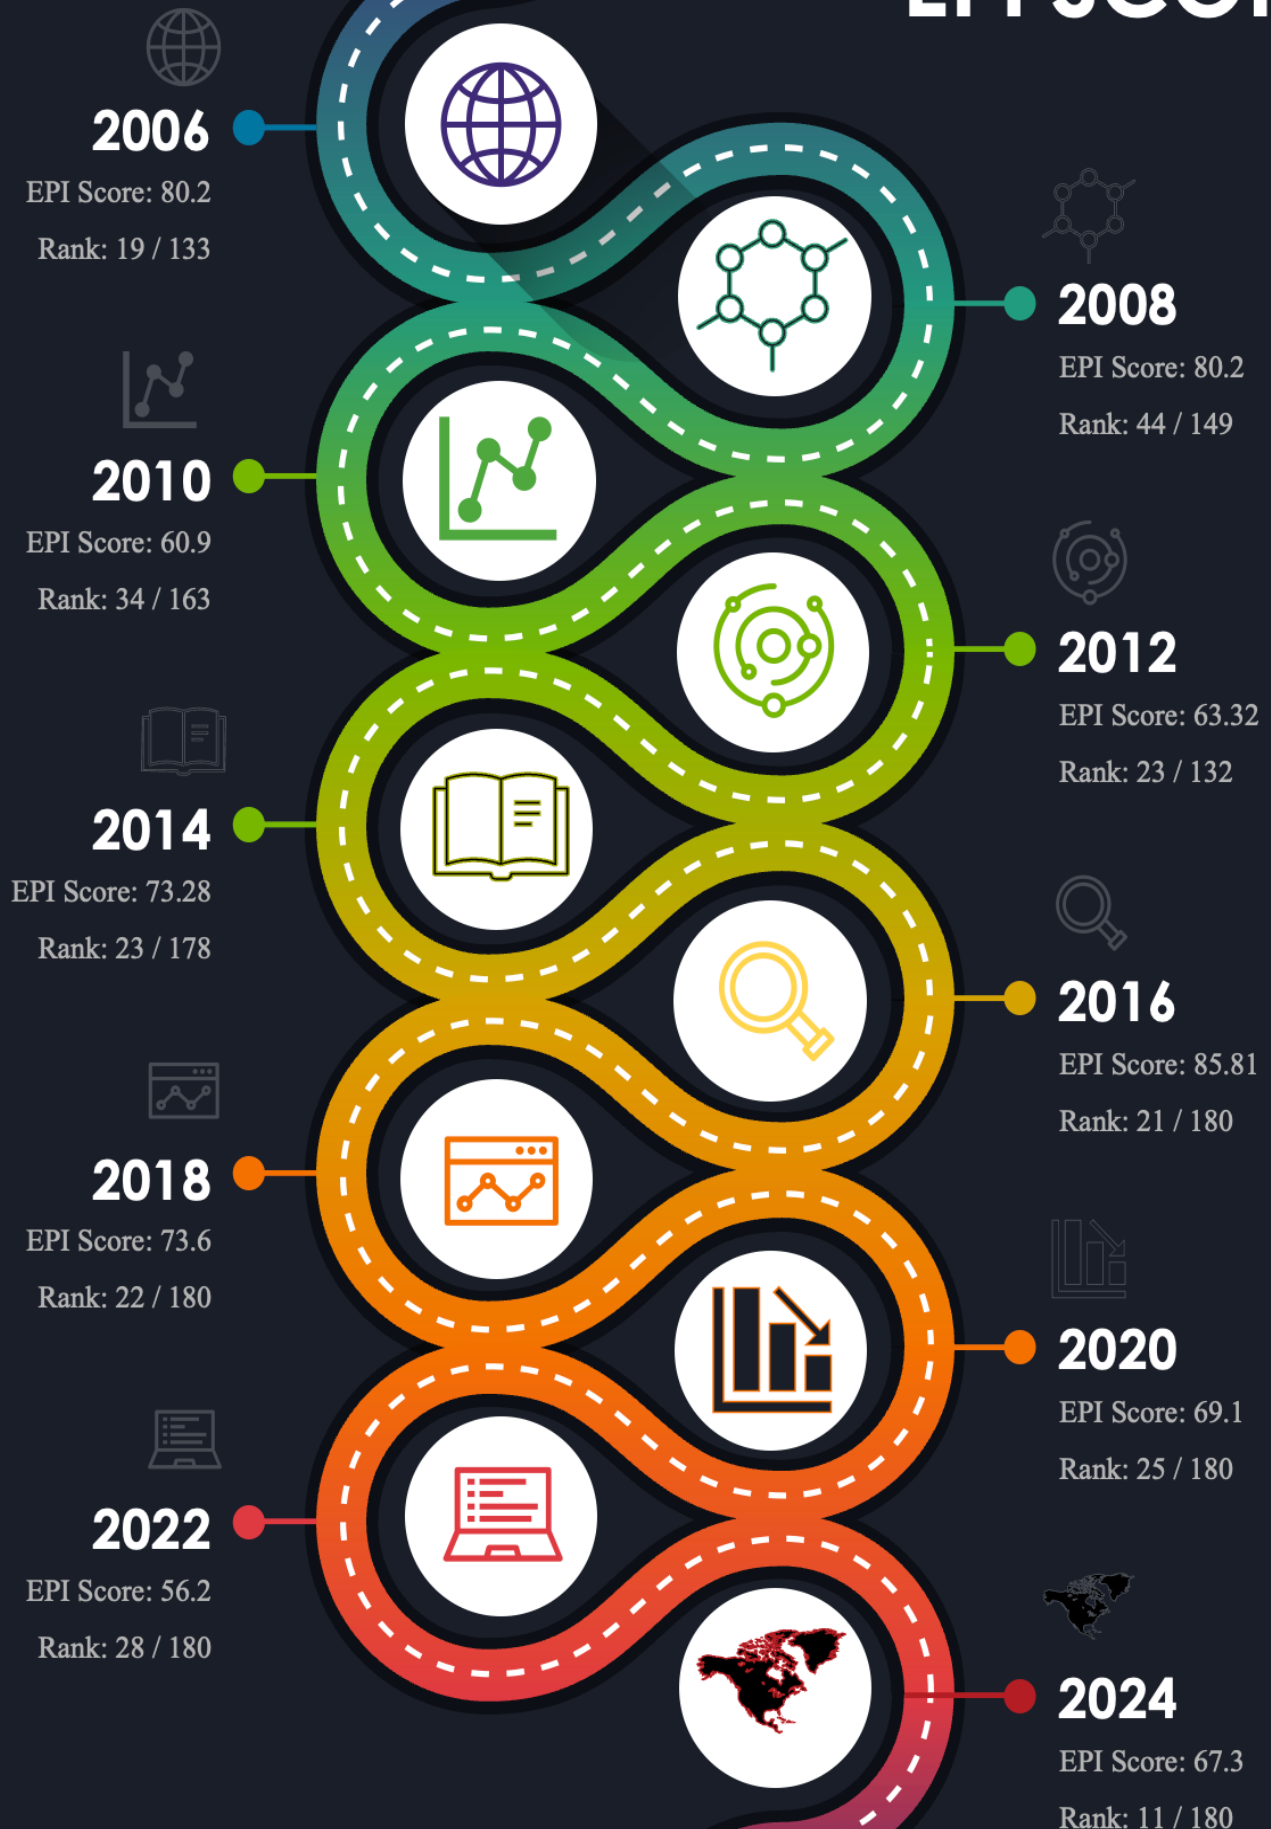 2006
EPI Score: 80.2
Rank: 19 / 133
2008
EPI Score: 80.2
Rank: 44 / 149
2010
EPI Score: 60.9
Rank: 34 / 163
2012
EPI Score: 63.32
Rank: 23 / 132
2014
EPI Score: 73.28
Rank: 23 / 178
2016
EPI Score: 85.81
Rank: 21 / 180
2018
EPI Score: 73.6
Rank: 22 / 180
2020
EPI Score: 69.1
Rank: 25 / 180
2022
EPI Score: 56.2
Rank: 28 / 180
2024
EPI Score: 67.3
Rank: 11 / 180